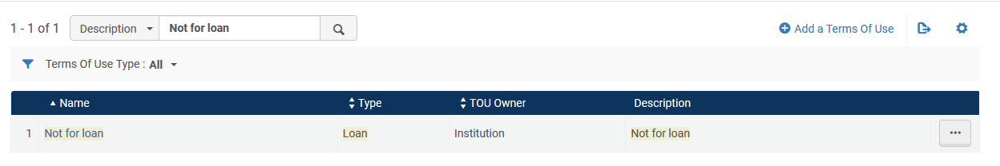 1 - 1 of 1 Description Not for loan Add a Terms Of Use
Terms Of Use Type : All
Name Type TOU Owner Description
1 Not for loan Loan Institution Not for loan